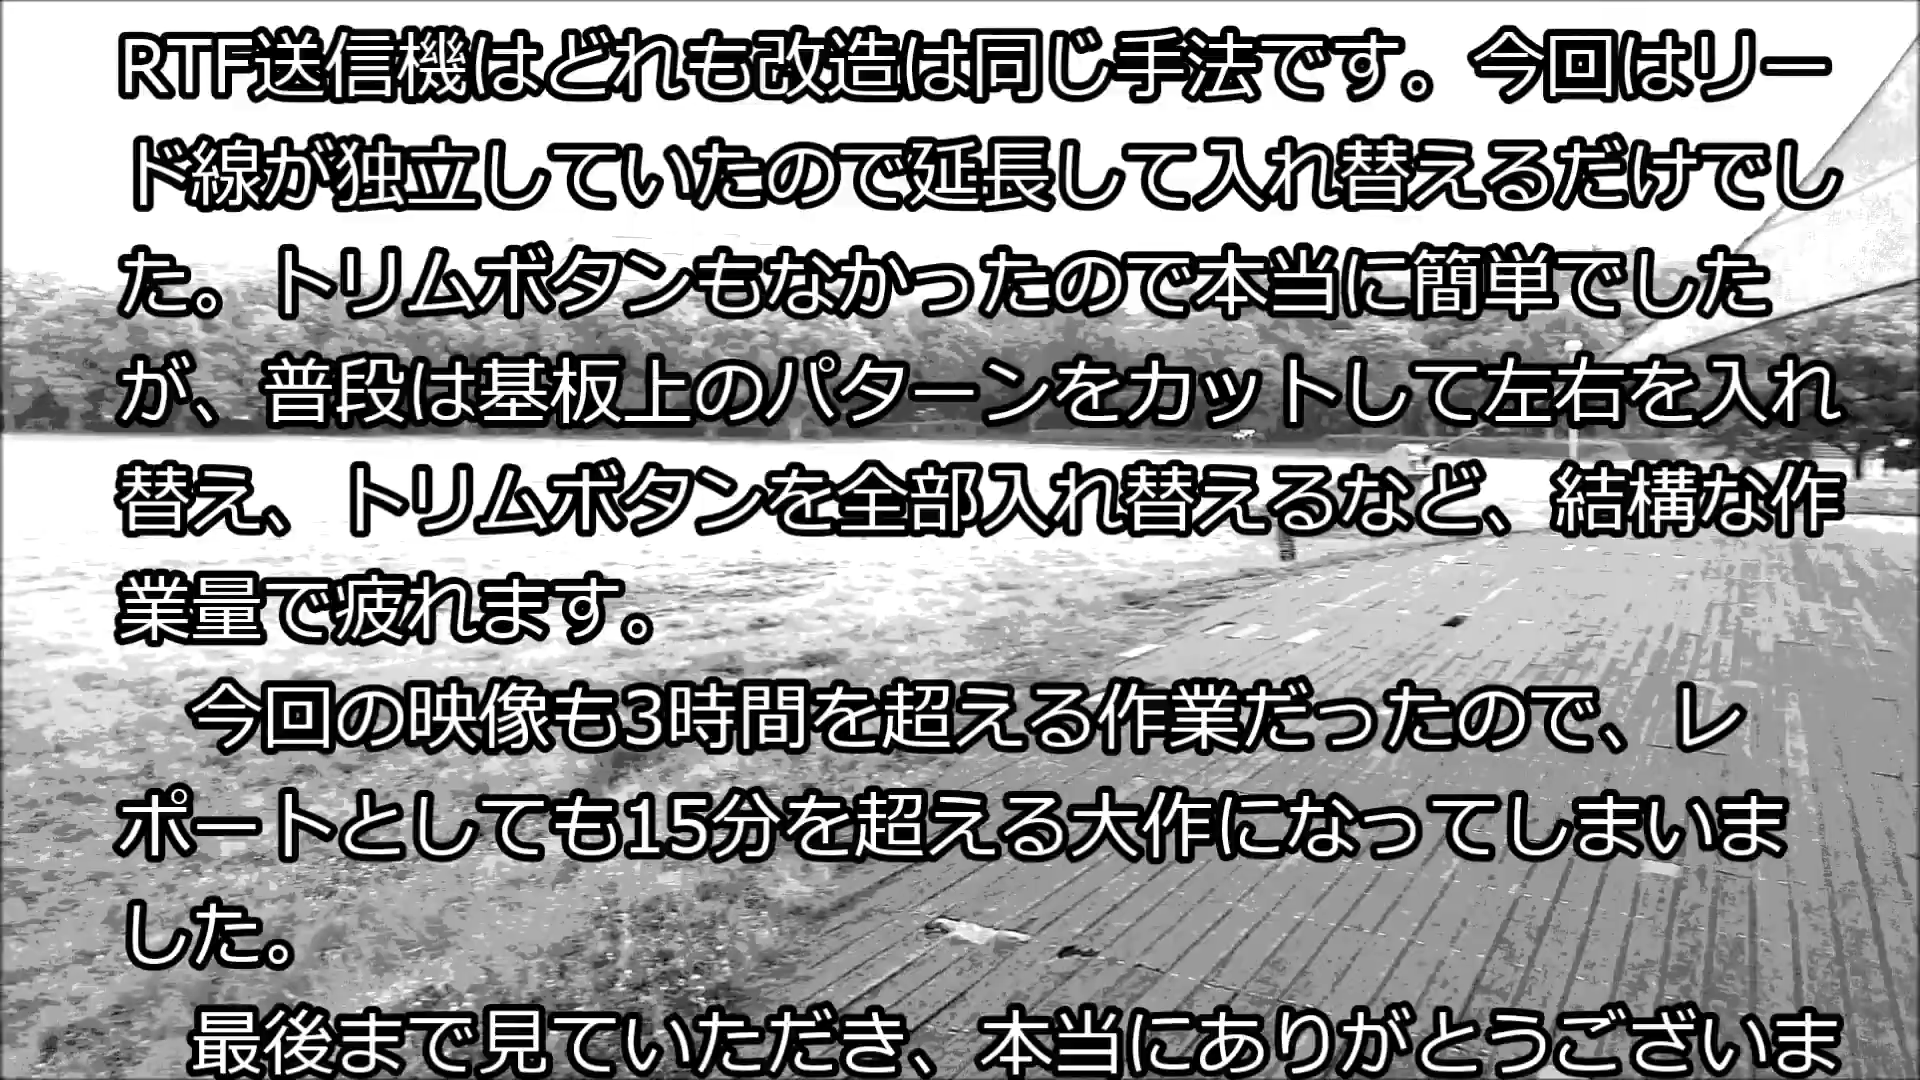 RTF送信機はどれも改造は同じ手法です。今回はリー
ド線が独立していたので延長して入れ替えるだけでし
た。トリムボタンもなかったので本当に簡単でした
が、普段は基板上のパターンをカットして左右を入れ
替え、トリムボタンを全部入れ替えるなど、結構な作
業量で疲れます。
　今回の映像も3時間を超える作業だったので、レ
ポートとしても15分を超える大作になってしまいま
した。
　最後まで見ていただき、本当にありがとうございま